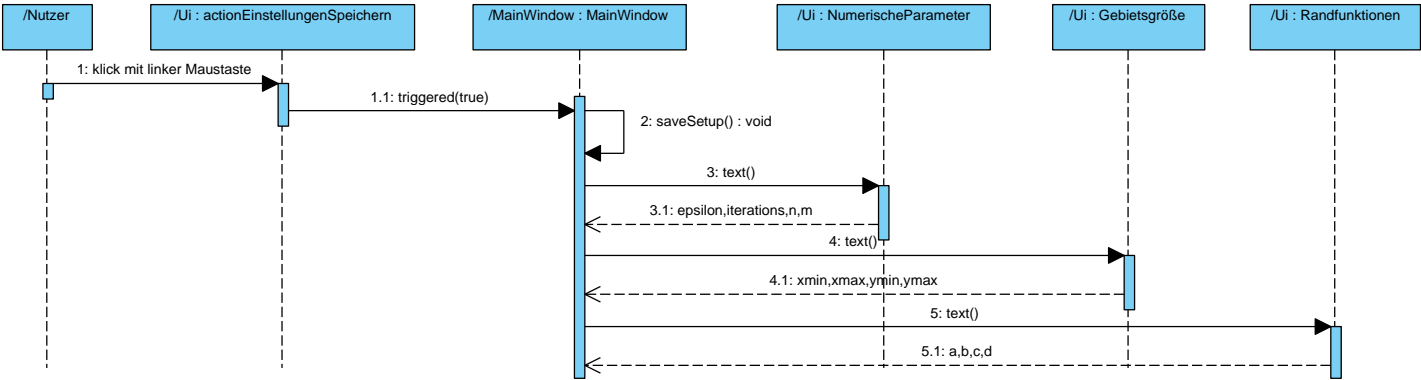 /Nutzer
/Ui : actionEinstellungenSpeichern
/MainWindow : MainWindow
/Ui : NumerischeParameter
/Ui : Gebietsgröße
/Ui : Randfunktionen
1: klick mit linker Maustaste
1.1: triggered(true)
2: saveSetup() : void
3: text()
3.1: epsilon,iterations,n,m
4: text()
4.1: xmin,xmax,ymin,ymax
5: text()
5.1: a,b,c,d